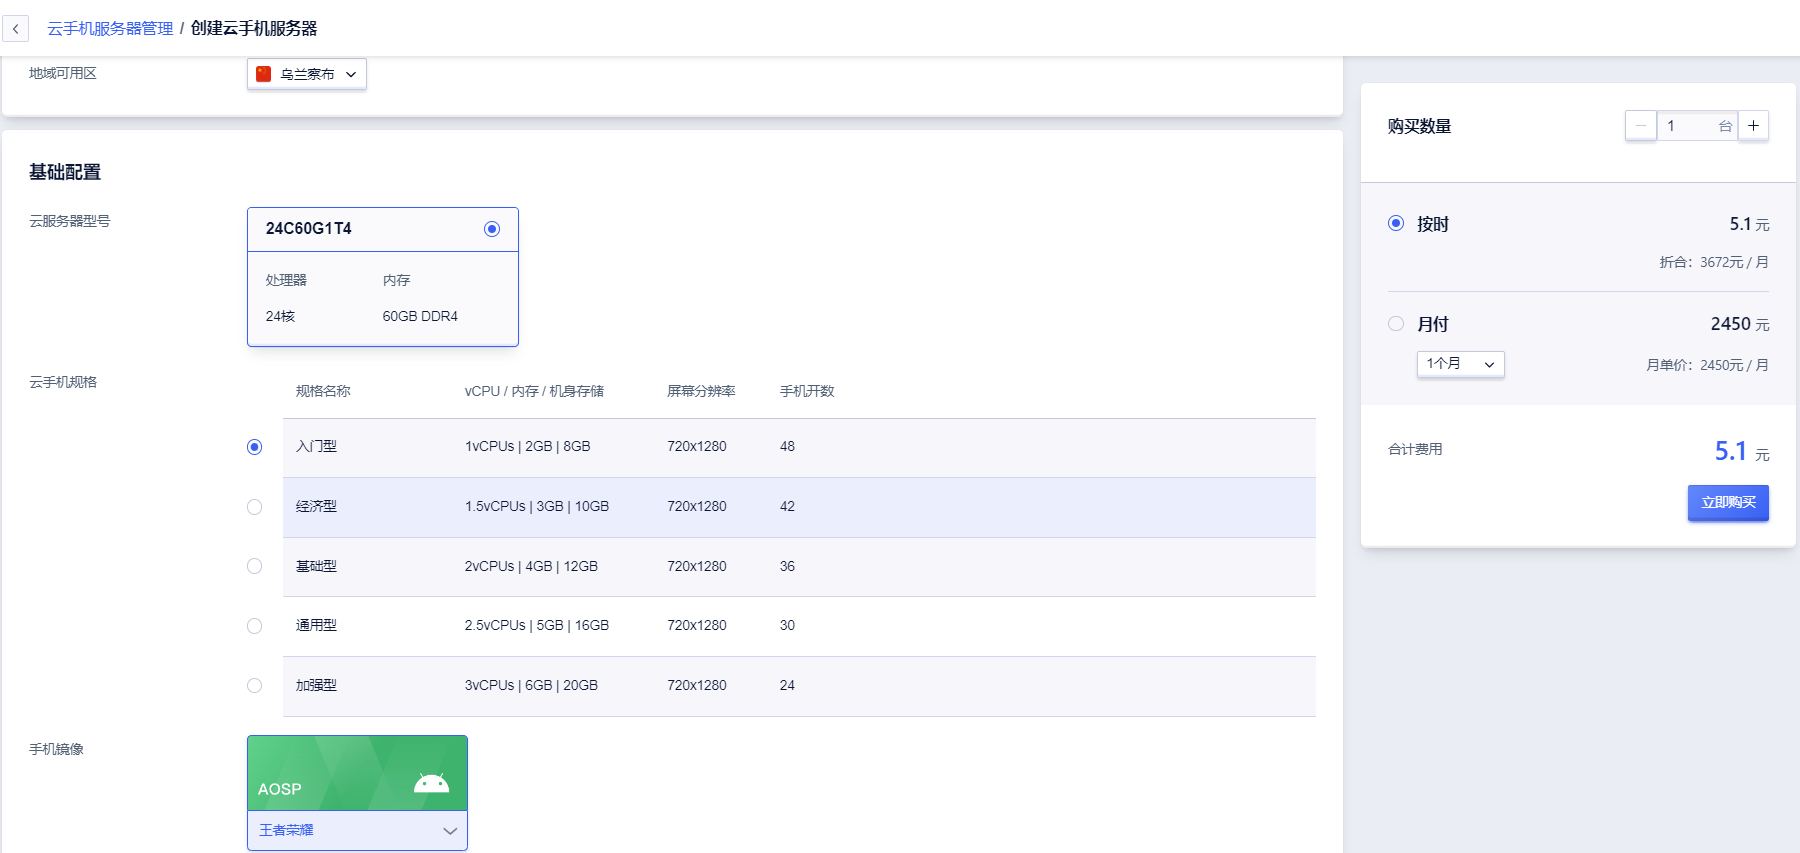 云手机服务器管理 / 创建云手机服务器
地域可用区
乌兰察布
基础配置
云服务器型号
24C60G1T4
处理器 内存
24核 60GB DDR4
云手机规格
规格名称 vCPU / 内存 / 机身存储 屏幕分辨率 手机开数
入门型 1vCPUs | 2GB | 8GB 720x1280 48
经济型 1.5vCPUs | 3GB | 10GB 720x1280 42
基础型 2vCPUs | 4GB | 12GB 720x1280 36
通用型 2.5vCPUs | 5GB | 16GB 720x1280 30
加强型 3vCPUs | 6GB | 20GB 720x1280 24
手机镜像
AOSP
王者荣耀
购买数量
1 台
按时 5.1 元
折合：3672元 / 月
月付 2450 元
1个月 月单价：2450元 / 月
合计费用 5.1 元
立即购买